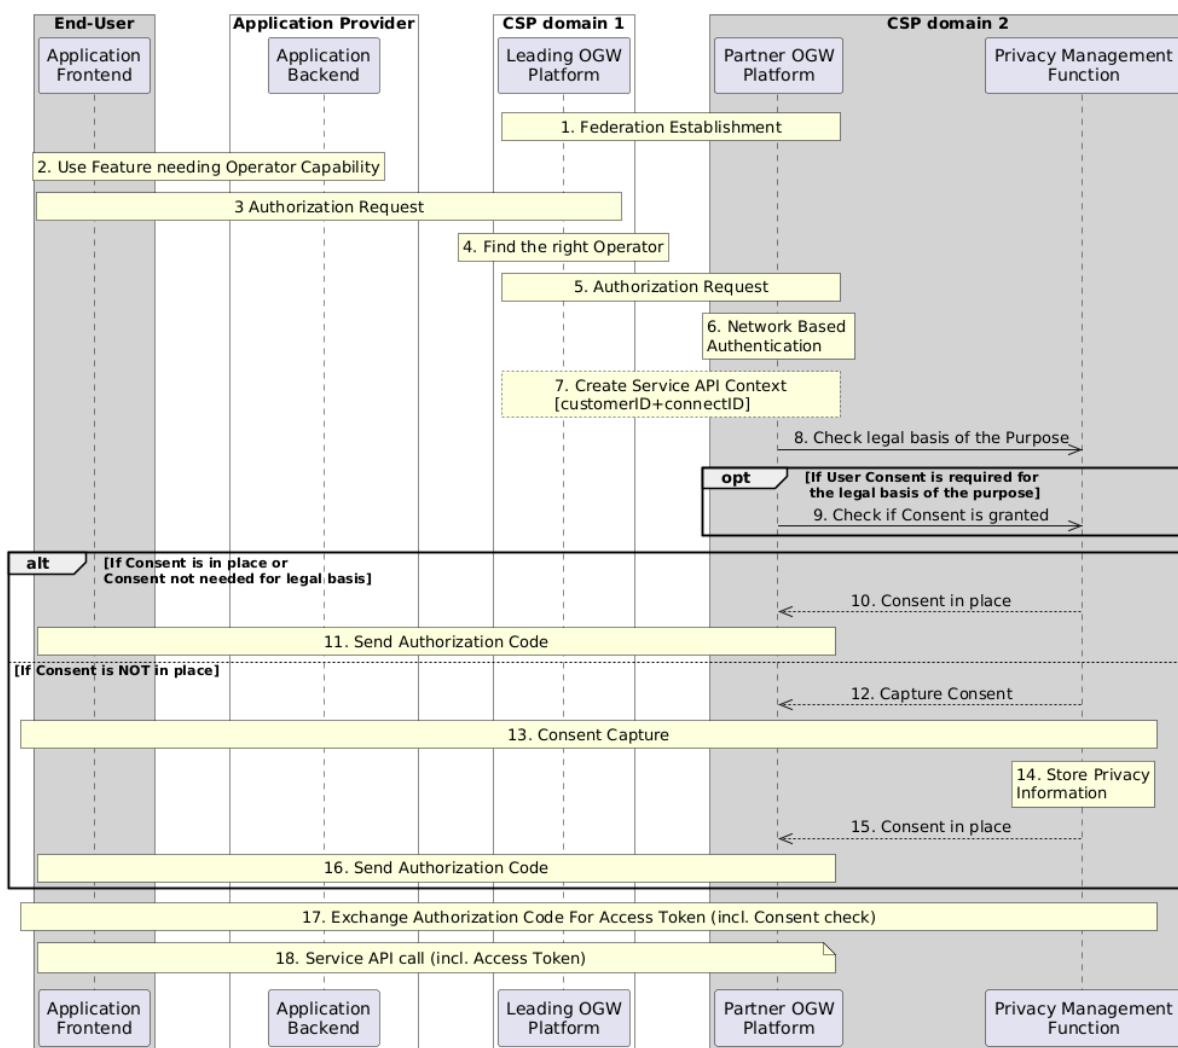 End-User
Application Provider
CSP domain 1
CSP domain 2
Application
Frontend
Application
Backend
Leading OGW
Platform
Partner OGW
Platform
Privacy Management
Function
1. Federation Establishment
2. Use Feature needing Operator Capability
3 Authorization Request
4. Find the right Operator
5. Authorization Request
6. Network Based
Authentication
7. Create Service API Context
[customerID+connectID]
8. Check legal basis of the Purpose
opt
[If User Consent is required for
the legal basis of the purpose]
9. Check if Consent is granted
alt
[If Consent is in place or
Consent not needed for legal basis]
10. Consent in place
11. Send Authorization Code
[If Consent is NOT in place]
12. Capture Consent
13. Consent Capture
14. Store Privacy
Information
15. Consent in place
16. Send Authorization Code
17. Exchange Authorization Code For Access Token (incl. Consent check)
18. Service API call (incl. Access Token)
Application
Frontend
Application
Backend
Leading OGW
Platform
Partner OGW
Platform
Privacy Management
Function